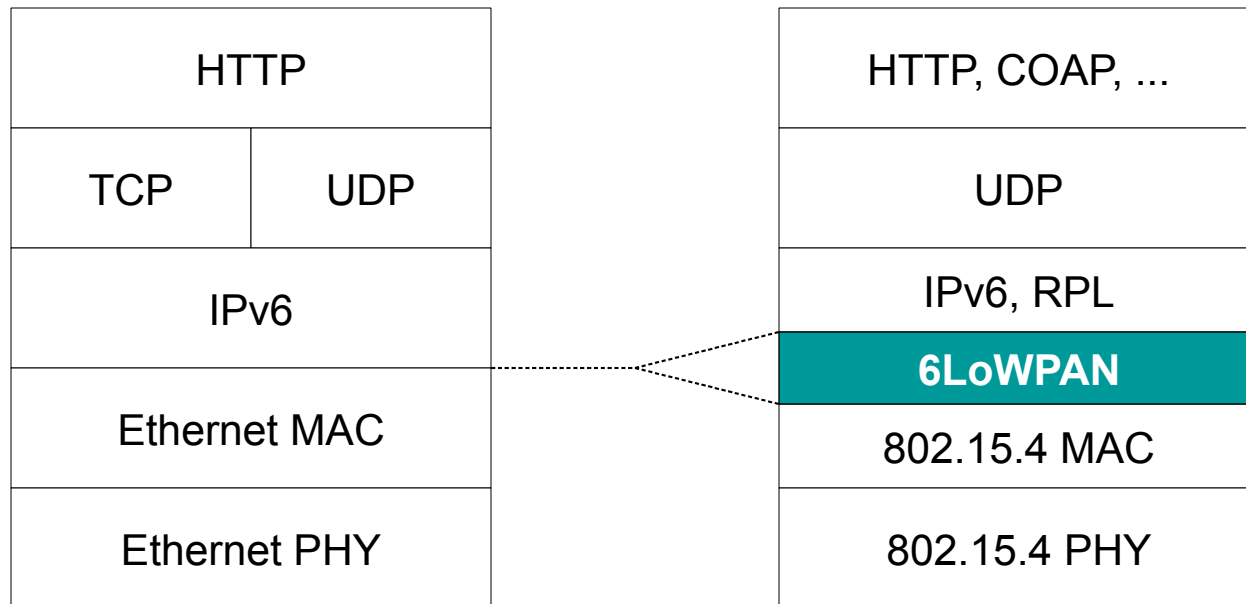 HTTP
TCP
UDP
IPv6
Ethernet MAC
Ethernet PHY
HTTP, COAP, ...
UDP
IPv6, RPL
6LoWPAN
802.15.4 MAC
802.15.4 PHY